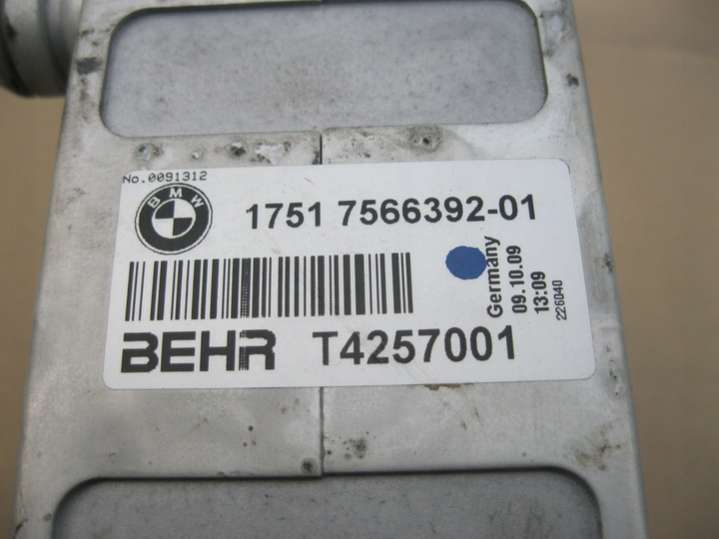 No.0091312
BMW
1751 7566392-01
Germany
09.10.09
13:09
226040
BEHR T4257001